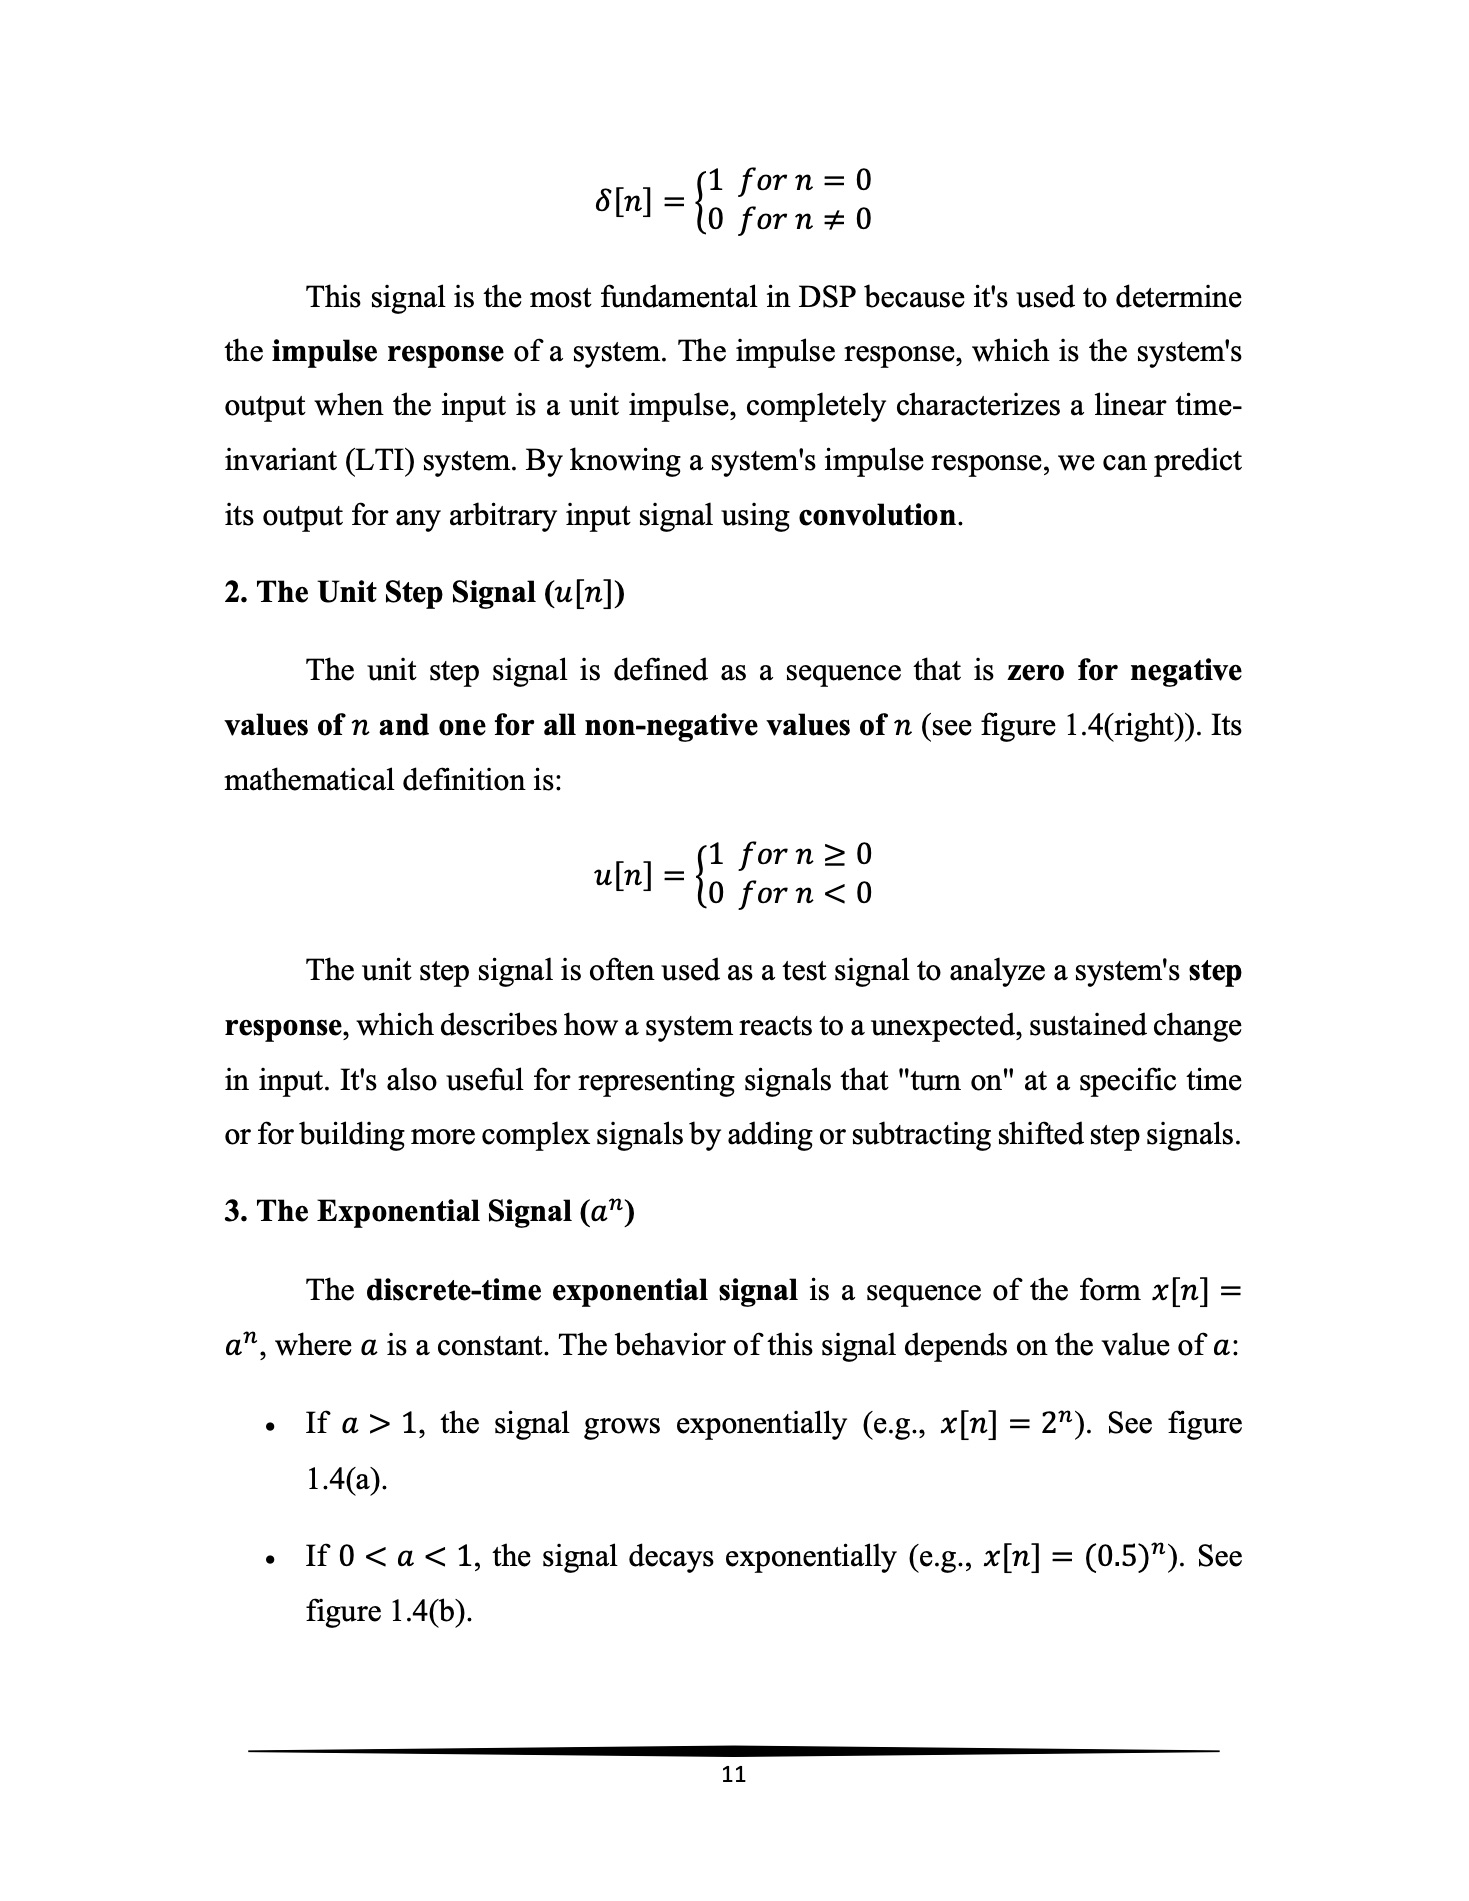 δ[n] = {1 for n = 0
0 for n ≠ 0
This signal is the most fundamental in DSP because it's used to determine
the impulse response of a system. The impulse response, which is the system's
output when the input is a unit impulse, completely characterizes a linear time-
invariant (LTI) system. By knowing a system's impulse response, we can predict
its output for any arbitrary input signal using convolution.
2. The Unit Step Signal (u[n])
The unit step signal is defined as a sequence that is zero for negative
values of n and one for all non-negative values of n (see figure 1.4(right)). Its
mathematical definition is:
u[n] = {1 for n ≥ 0
0 for n < 0
The unit step signal is often used as a test signal to analyze a system's step
response, which describes how a system reacts to a unexpected, sustained change
in input. It's also useful for representing signals that "turn on" at a specific time
or for building more complex signals by adding or subtracting shifted step signals.
3. The Exponential Signal (aⁿ)
The discrete-time exponential signal is a sequence of the form x[n] =
aⁿ, where a is a constant. The behavior of this signal depends on the value of a:
• If a > 1, the signal grows exponentially (e.g., x[n] = 2ⁿ). See figure
1.4(a).
• If 0 < a < 1, the signal decays exponentially (e.g., x[n] = (0.5)ⁿ). See
figure 1.4(b).
11